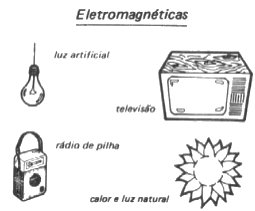 Eletromagnéticas
luz artificial
televisão
rádio de pilha
calor e luz natural